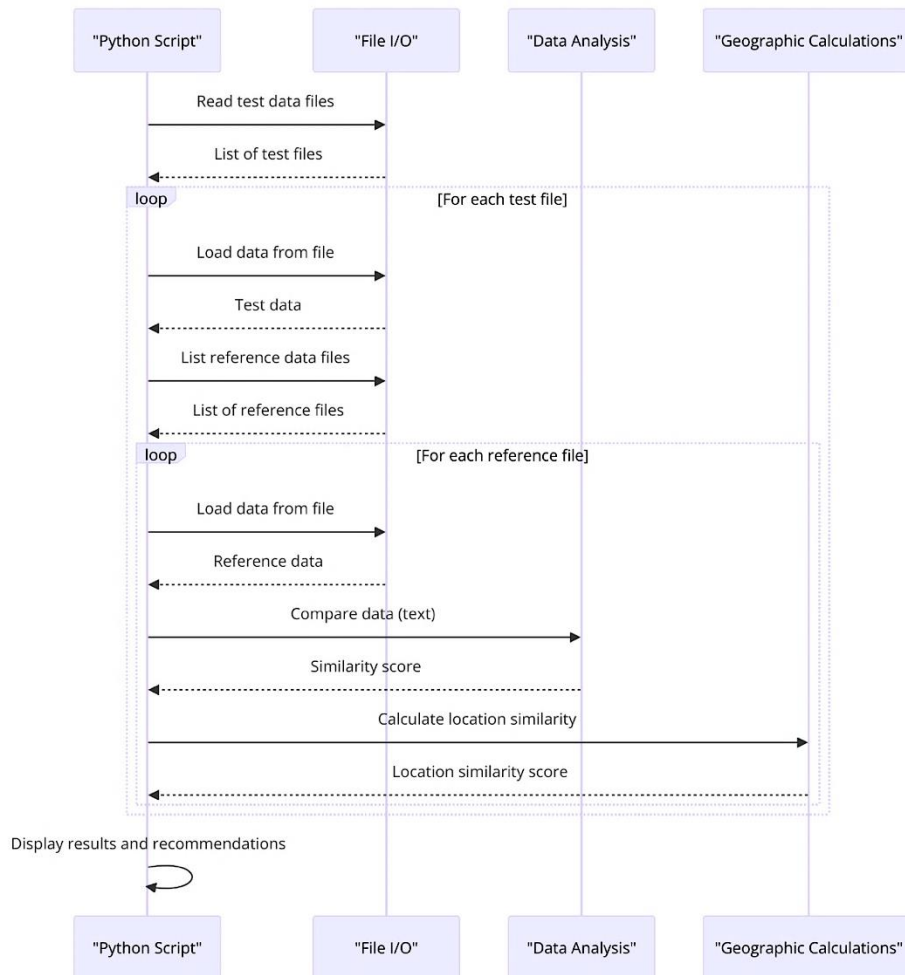 "Python Script"
"File I/O"
"Data Analysis"
"Geographic Calculations"
Read test data files
List of test files
loop
[For each test file]
Load data from file
Test data
List reference data files
List of reference files
loop
[For each reference file]
Load data from file
Reference data
Compare data (text)
Similarity score
Calculate location similarity
Location similarity score
Display results and recommendations
"Python Script"
"File I/O"
"Data Analysis"
"Geographic Calculations"